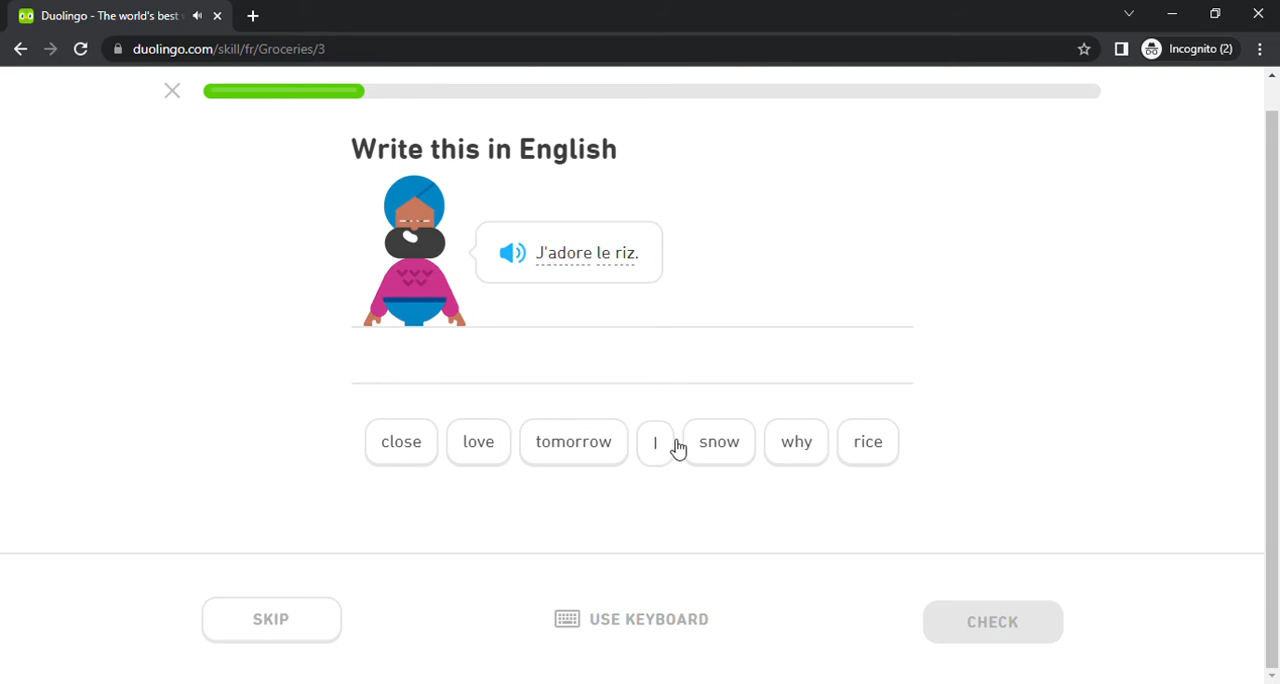 Duolingo - The world's best
duolingo.com/skill/fr/Groceries/3
Incognito (2)
Write this in English
J'adore le riz.
close love tomorrow I snow why rice
SKIP USE KEYBOARD CHECK